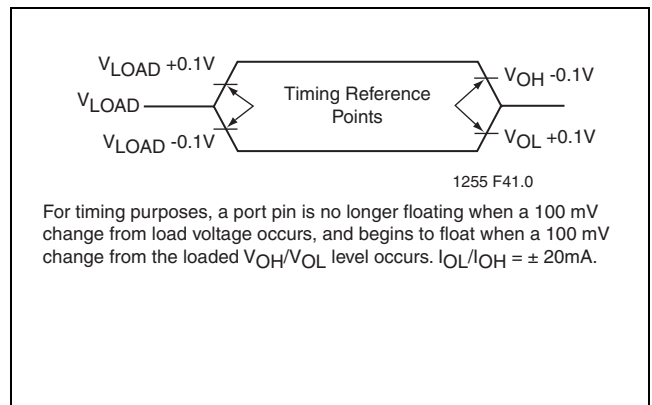 VLOAD +0.1V
VLOAD
VLOAD -0.1V
Timing Reference
Points
VOH -0.1V
VOL +0.1V
1255 F41.0
For timing purposes, a port pin is no longer floating when a 100 mV
change from load voltage occurs, and begins to float when a 100 mV
change from the loaded VOH/VOL level occurs. IOL/IOH = ± 20mA.